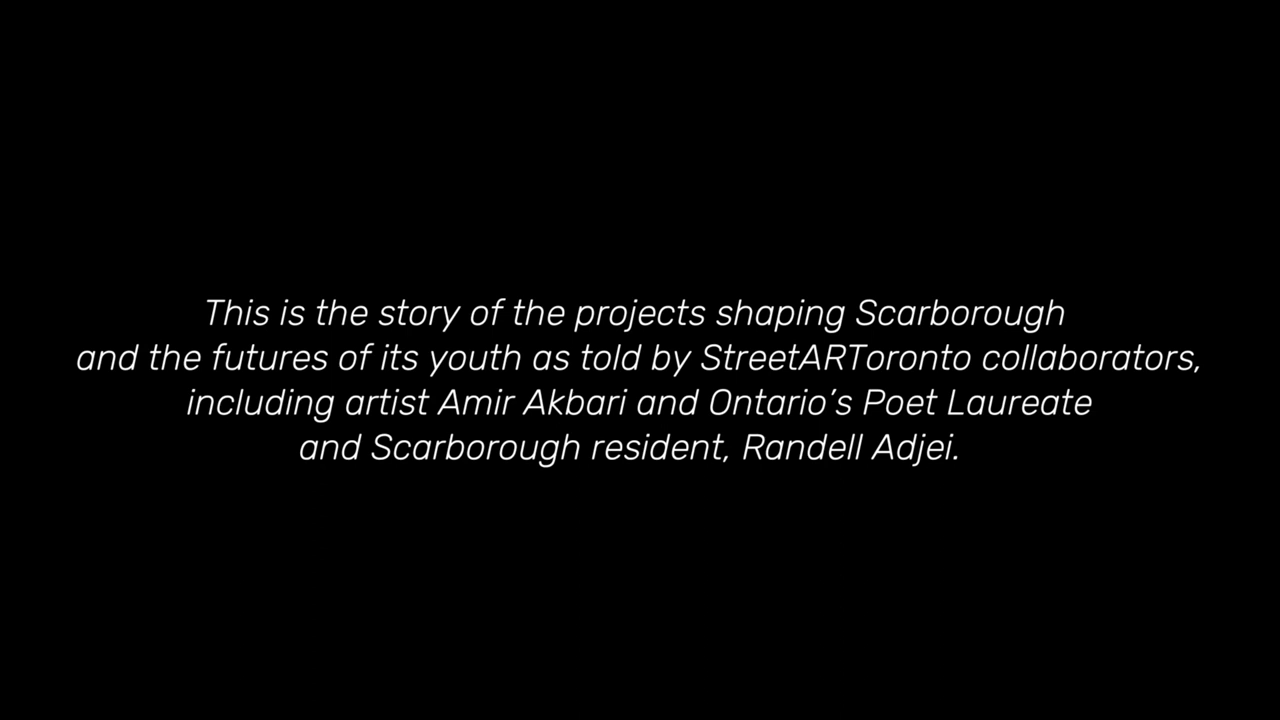 This is the story of the projects shaping Scarborough
and the futures of its youth as told by StreetARToronto collaborators,
including artist Amir Akbari and Ontario’s Poet Laureate
and Scarborough resident, Randell Adjei.